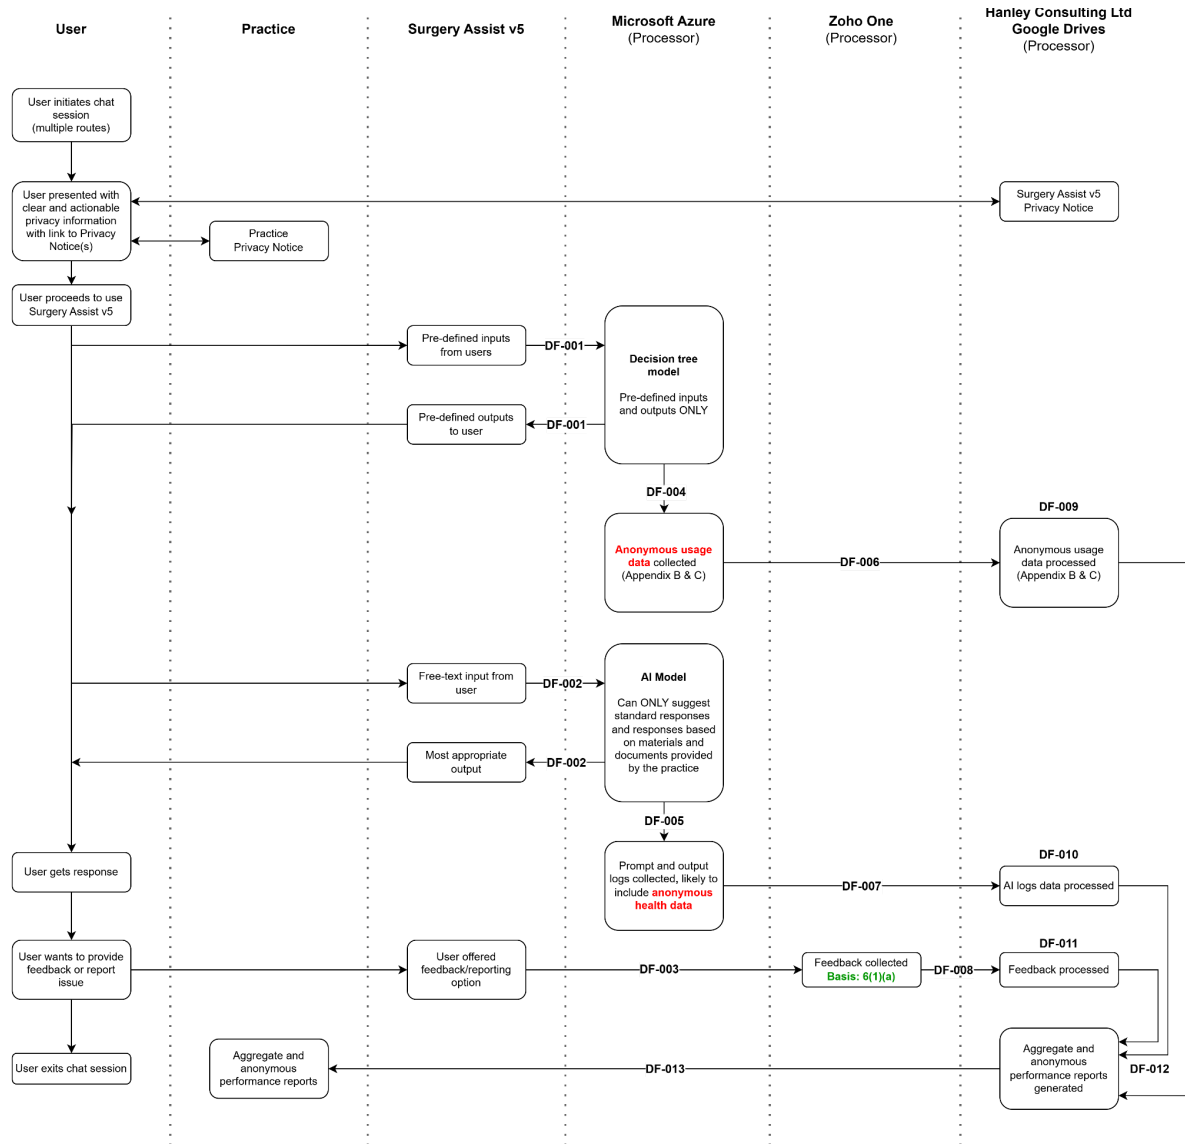 User
Practice
Surgery Assist v5
Microsoft Azure
(Processor)
Zoho One
(Processor)
Hanley Consulting Ltd
Google Drives
(Processor)
User initiates chat
session
(multiple routes)
User presented with
clear and actionable
privacy information
with link to Privacy
Notice(s)
Practice
Privacy Notice
Surgery Assist v5
Privacy Notice
User proceeds to use
Surgery Assist v5
Pre-defined inputs
from users
DF-001
Decision tree
model
Pre-defined inputs
and outputs ONLY
Pre-defined outputs
to user
DF-001
DF-004
Anonymous usage
data collected
(Appendix B & C)
DF-006
DF-009
Anonymous usage
data processed
(Appendix B & C)
Free-text input from
user
DF-002
AI Model
Can ONLY suggest
standard responses
and responses based
on materials and
documents provided
by the practice
Most appropriate
output
DF-002
DF-005
Prompt and output
logs collected, likely to
include anonymous
health data
DF-007
DF-010
AI logs data processed
User gets response
User wants to provide
feedback or report
issue
User offered
feedback/reporting
option
DF-003
Feedback collected
Basis: 6(1)(a)
DF-008
DF-011
Feedback processed
User exits chat session
Aggregate and
anonymous
performance reports
DF-013
Aggregate and
anonymous
performance reports
generated
DF-012